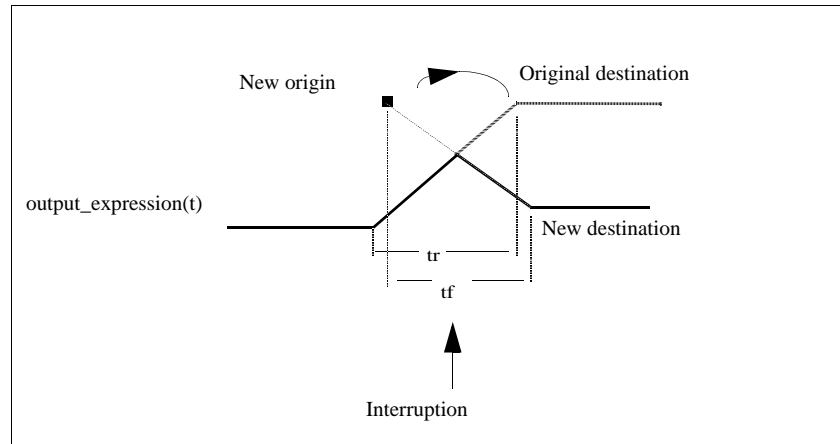 New origin
Original destination
output_expression(t)
New destination
tr
tf
Interruption